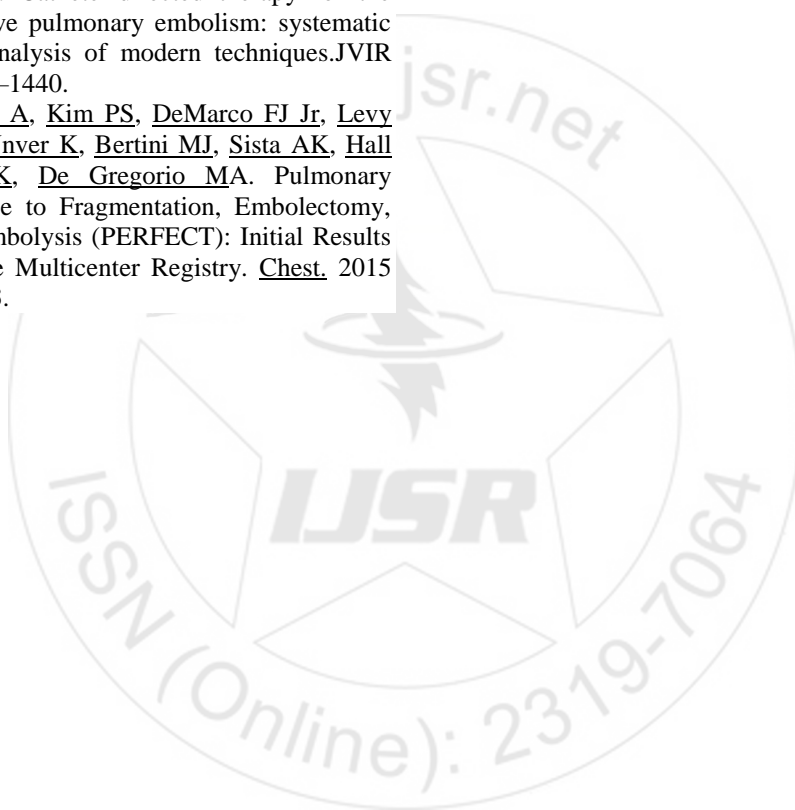 ve pulmonary embolism: systematic
nalysis of modern techniques.JVIR
–1440.
A, Kim PS, DeMarco FJ Jr, Levy
nver K, Bertini MJ, Sista AK, Hall
K, De Gregorio MA. Pulmonary
e to Fragmentation, Embolectomy,
mbolysis (PERFECT): Initial Results
e Multicenter Registry. Chest. 2015
jsr.net
IJSR
ISSN (Online): 2319-7064